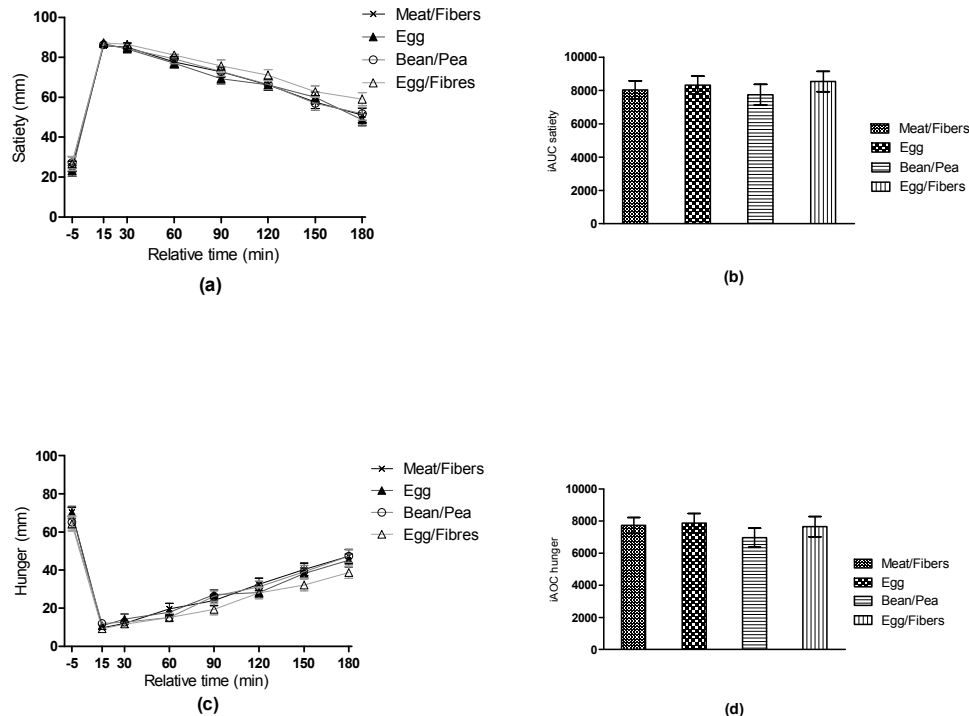 100
80
60
40
20
0
Satiety (mm)
-5 15 30 60 90 120 150 180
Relative time (min)
Meat/Fibers
Egg
Bean/Pea
Egg/Fibres
(a)
10000
8000
6000
4000
2000
0
iAUC satiety
Meat/Fibers
Egg
Bean/Pea
Egg/Fibers
(b)
100
80
60
40
20
0
Hunger (mm)
-5 15 30 60 90 120 150 180
Relative time (min)
Meat/Fibers
Egg
Bean/Pea
Egg/Fibres
(c)
10000
8000
6000
4000
2000
0
iAOC hunger
Meat/Fibers
Egg
Bean/Pea
Egg/Fibers
(d)